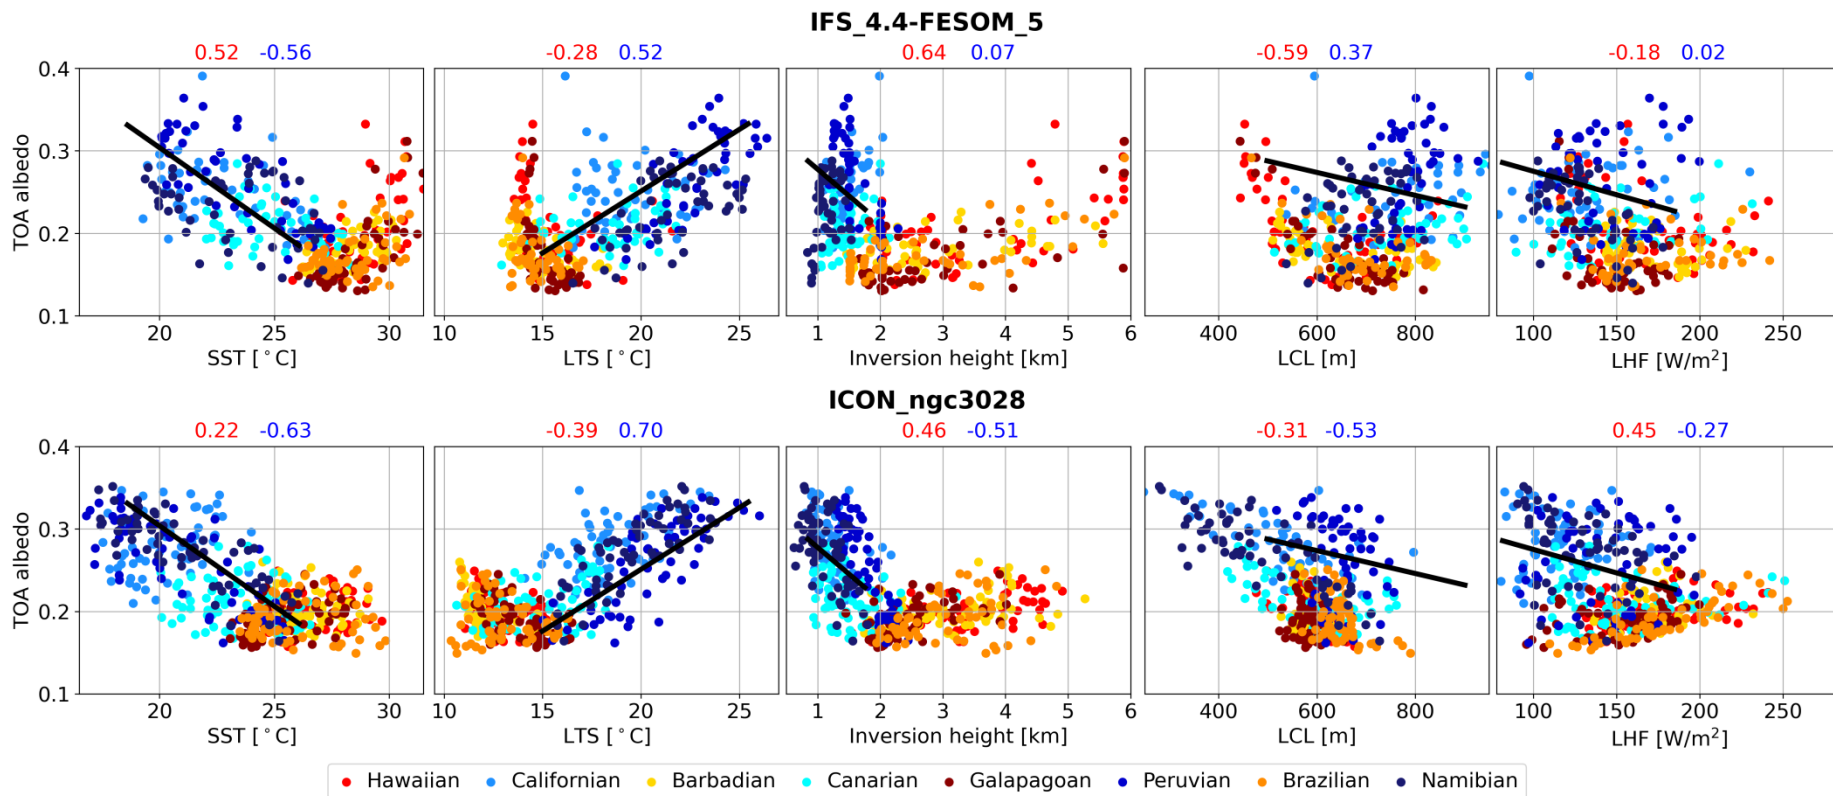 IFS_4.4-FESOM_5
0.52 -0.56 -0.28 0.52 0.64 0.07 -0.59 0.37 -0.18 0.02
TOA albedo
0.4
0.3
0.2
0.1
20 25 30 10 15 20 25 1 2 3 4 5 6 400 600 800 100 150 200 250
SST [°C] LTS [°C] Inversion height [km] LCL [m] LHF [W/m²]
ICON_ngc3028
0.22 -0.63 -0.39 0.70 0.46 -0.51 -0.31 -0.53 0.45 -0.27
TOA albedo
0.4
0.3
0.2
0.1
20 25 30 10 15 20 25 1 2 3 4 5 6 400 600 800 100 150 200 250
SST [°C] LTS [°C] Inversion height [km] LCL [m] LHF [W/m²]
Hawaiian Californian Barbadian Canarian Galapagoan Peruvian Brazilian Namibian